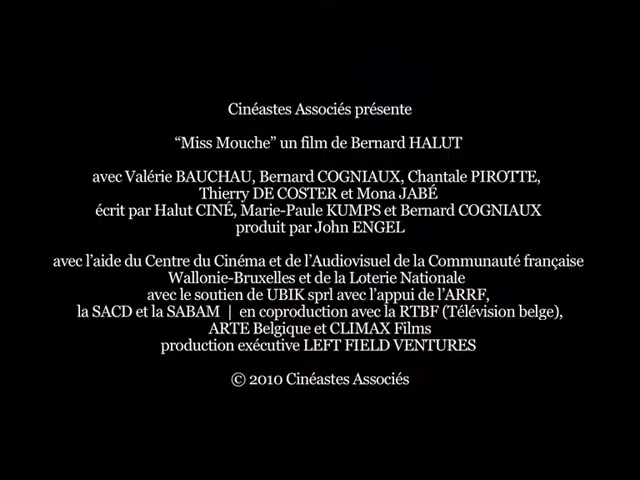 Cinéastes Associés présente
“Miss Mouche” un film de Bernard HALUT
avec Valérie BAUCHAU, Bernard COGNIAUX, Chantale PIROTTE,
Thierry DE COSTER et Mona JABÉ
écrit par Halut CINÉ, Marie-Paule KUMPS et Bernard COGNIAUX
produit par John ENGEL
avec l’aide du Centre du Cinéma et de l’Audiovisuel de la Communauté française
Wallonie-Bruxelles et de la Loterie Nationale
avec le soutien de UBIK sprl avec l’appui de l’ARRF,
la SACD et la SABAM | en coproduction avec la RTBF (Télévision belge),
ARTE Belgique et CLIMAX Films
production exécutive LEFT FIELD VENTURES
© 2010 Cinéastes Associés